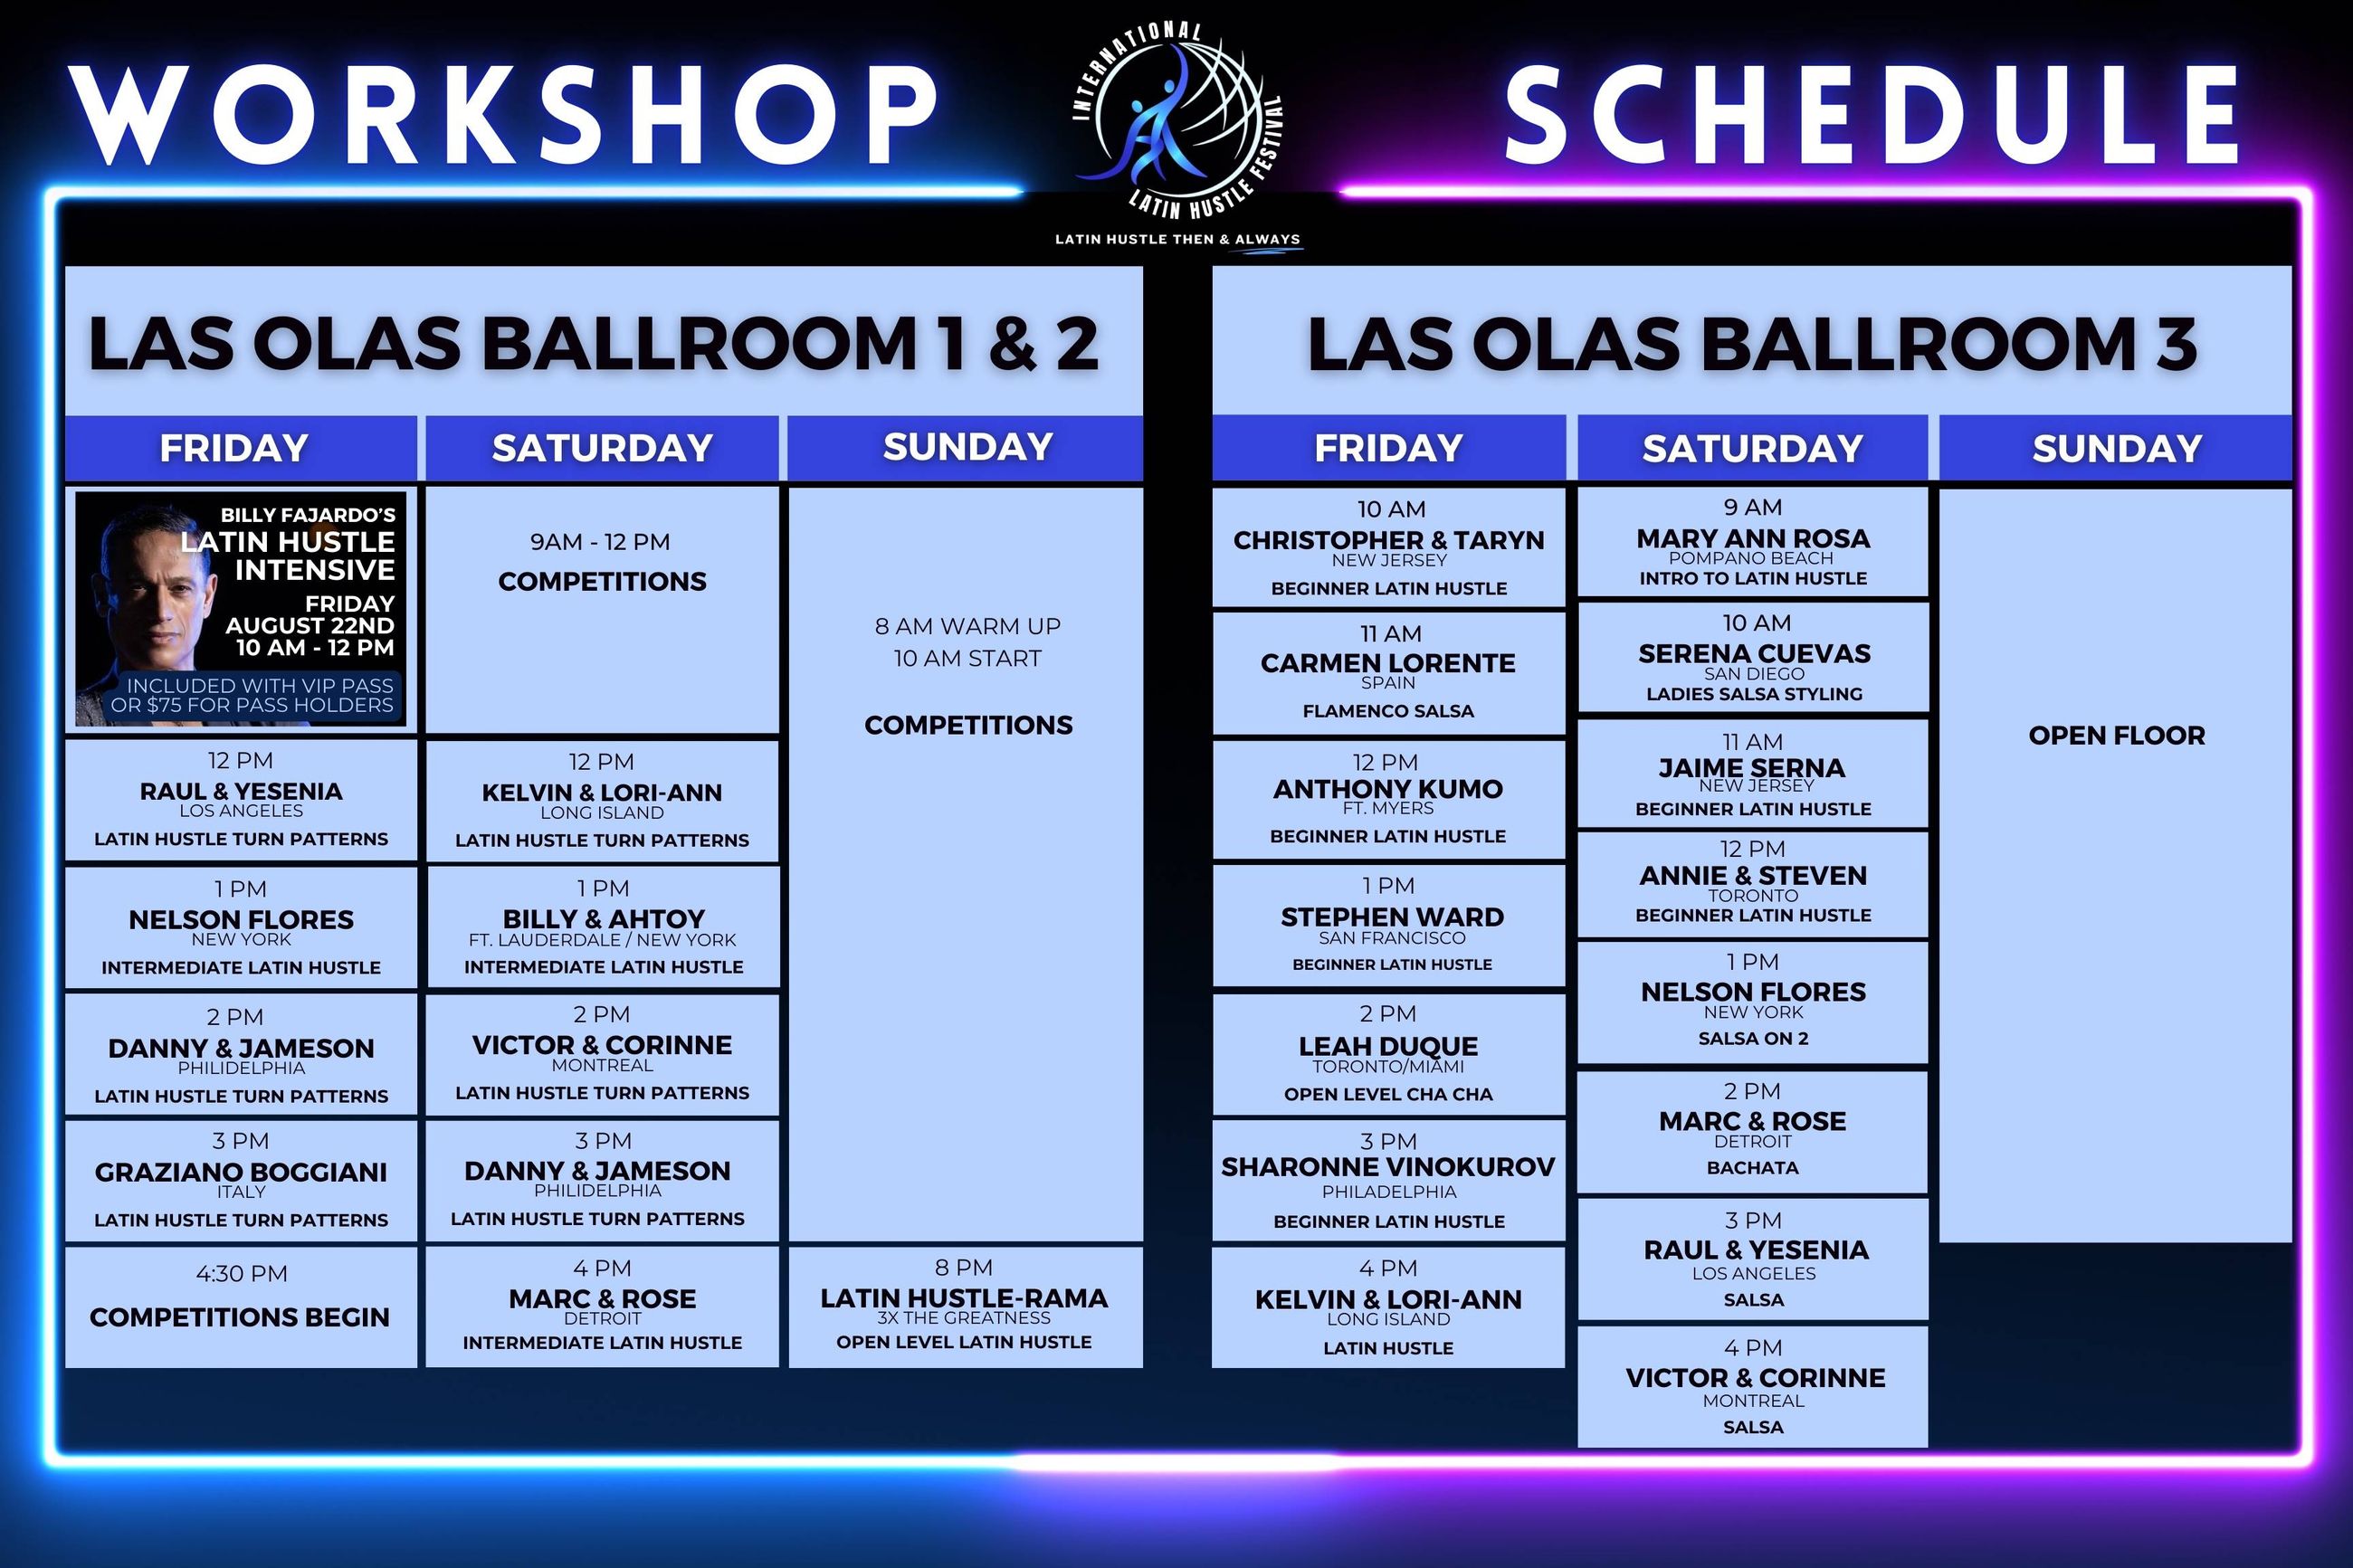 WORKSHOP
INTERNATIONAL
LATIN HUSTLE FESTIVAL
LATIN HUSTLE THEN & ALWAYS
SCHEDULE
LAS OLAS BALLROOM 1 & 2
FRIDAY
BILLY FAJARDO'S
LATIN HUSTLE
INTENSIVE
FRIDAY
AUGUST 22ND
10 AM - 12 PM
INCLUDED WITH VIP PASS
OR $75 FOR PASS HOLDERS
12 PM
RAUL & YESENIA
LOS ANGELES
LATIN HUSTLE TURN PATTERNS
1 PM
NELSON FLORES
NEW YORK
INTERMEDIATE LATIN HUSTLE
2 PM
DANNY & JAMESON
PHILIDELPHIA
LATIN HUSTLE TURN PATTERNS
3 PM
GRAZIANO BOGGIANI
ITALY
LATIN HUSTLE TURN PATTERNS
4:30 PM
COMPETITIONS BEGIN
SATURDAY
9AM - 12 PM
COMPETITIONS
12 PM
KELVIN & LORI-ANN
LONG ISLAND
LATIN HUSTLE TURN PATTERNS
1 PM
BILLY & AHTOY
FT. LAUDERDALE / NEW YORK
INTERMEDIATE LATIN HUSTLE
2 PM
VICTOR & CORINNE
MONTREAL
LATIN HUSTLE TURN PATTERNS
3 PM
DANNY & JAMESON
PHILIDELPHIA
LATIN HUSTLE TURN PATTERNS
4 PM
MARC & ROSE
DETROIT
INTERMEDIATE LATIN HUSTLE
SUNDAY
8 AM WARM UP
10 AM START
COMPETITIONS
8 PM
LATIN HUSTLE-RAMA
3X THE GREATNESS
OPEN LEVEL LATIN HUSTLE
LAS OLAS BALLROOM 3
FRIDAY
10 AM
CHRISTOPHER & TARYN
NEW JERSEY
BEGINNER LATIN HUSTLE
11 AM
CARMEN LORENTE
SPAIN
FLAMENCO SALSA
12 PM
ANTHONY KUMO
FT. MYERS
BEGINNER LATIN HUSTLE
1 PM
STEPHEN WARD
SAN FRANCISCO
BEGINNER LATIN HUSTLE
2 PM
LEAH DUQUE
TORONTO/MIAMI
OPEN LEVEL CHA CHA
3 PM
SHARONNE VINOKUROV
PHILADELPHIA
BEGINNER LATIN HUSTLE
4 PM
KELVIN & LORI-ANN
LONG ISLAND
LATIN HUSTLE
SATURDAY
9 AM
MARY ANN ROSA
POMPANO BEACH
INTRO TO LATIN HUSTLE
10 AM
SERENA CUEVAS
SAN DIEGO
LADIES SALSA STYLING
11 AM
JAIME SERNA
NEW JERSEY
BEGINNER LATIN HUSTLE
12 PM
ANNIE & STEVEN
TORONTO
BEGINNER LATIN HUSTLE
1 PM
NELSON FLORES
NEW YORK
SALSA ON 2
2 PM
MARC & ROSE
DETROIT
BACHATA
3 PM
RAUL & YESENIA
LOS ANGELES
SALSA
4 PM
VICTOR & CORINNE
MONTREAL
SALSA
SUNDAY
OPEN FLOOR